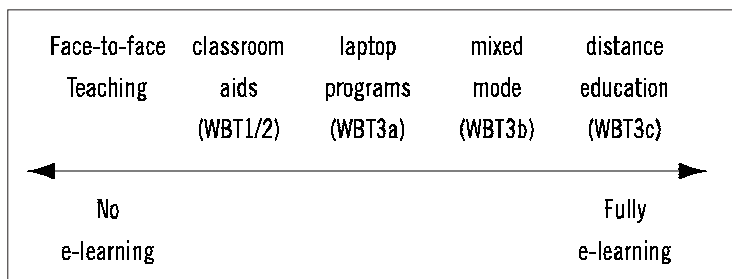 Face-to-face classroom laptop mixed distance
Teaching aids programs mode education
(WBT1/2) (WBT3a) (WBT3b) (WBT3c)
No Fully
e-learning e-learning